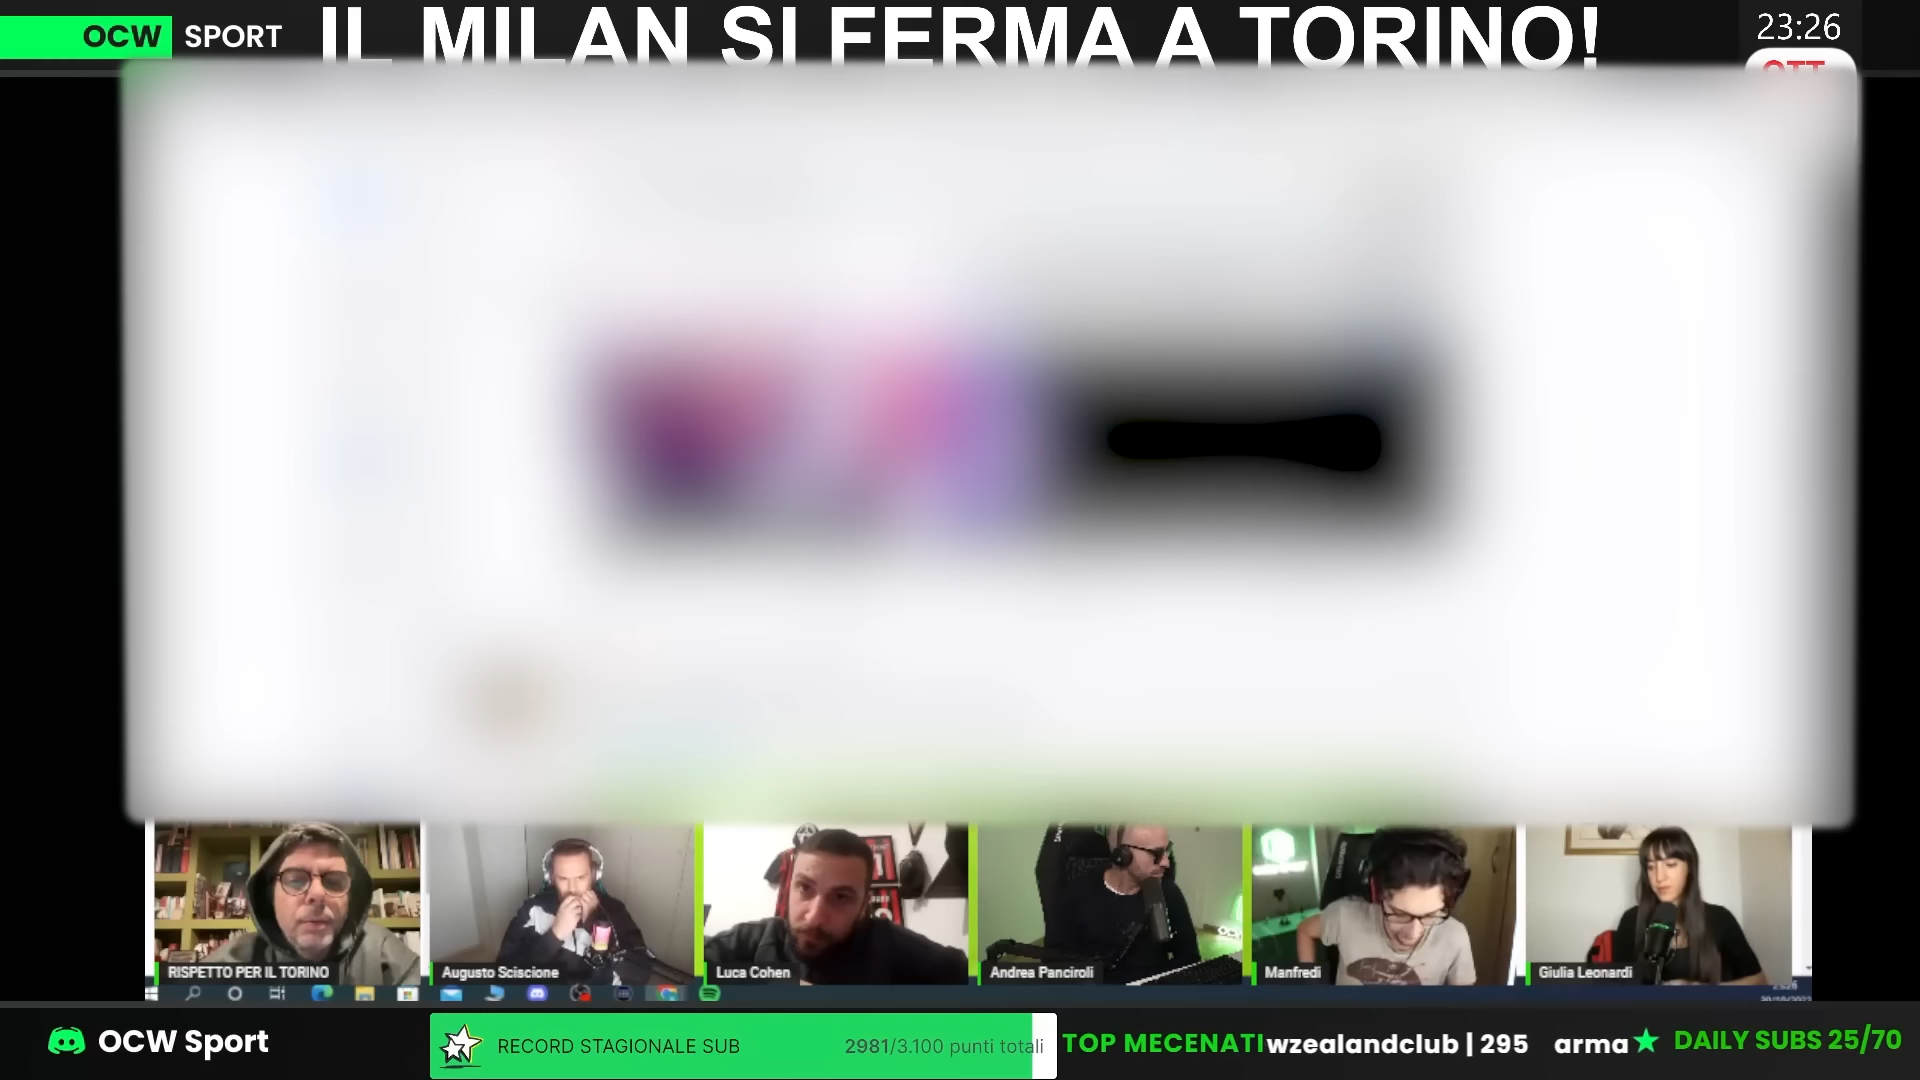 OCW SPORT
IL MILAN SI FERMA A TORINO!
23:26
OTT
RISPETTO PER IL TORINO
Augusto Sciscione
Luca Cohen
Andrea Panciroli
Manfredi
Giulia Leonardi
OCW Sport
RECORD STAGIONALE SUB
2981/3.100 punti totali
TOP MECENATI
wzealandclub | 295 arma
DAILY SUBS 25/70